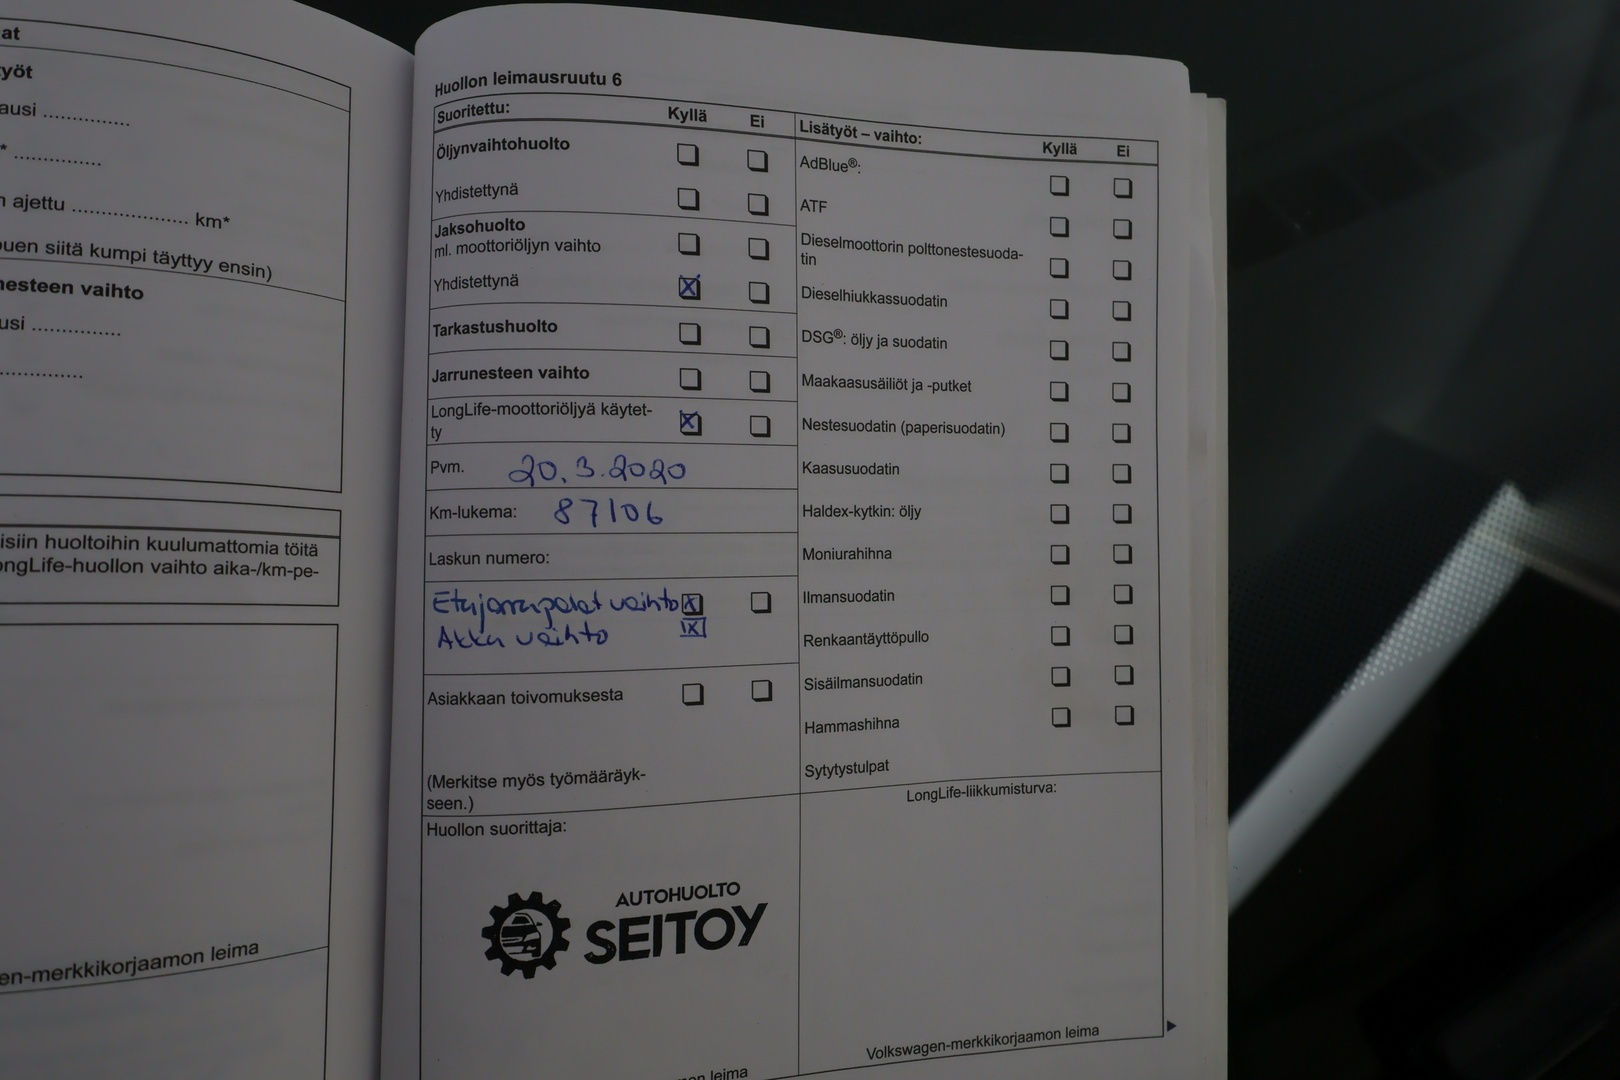 at
yöt
ausi ..............
* ..............
n ajettu ................... km*
puen siitä kumpi täyttyy ensin)
nesteen vaihto
usi ..............
..............
isiin huoltoihin kuulumattomia töitä
ongLife-huollon vaihto aika-/km-pe-
en-merkkikorjaamon leima
Huollon leimausruutu 6
Suoritettu: Kyllä Ei
Öljynvaihtohuolto
Yhdistettynä
Jaksohuolto
ml. moottoriöljyn vaihto
Yhdistettynä X
Tarkastushuolto
Jarrunesteen vaihto
LongLife-moottoriöljyä käytet- X
ty
Pvm. 20.3.2020
Km-lukema: 87106
Laskun numero:
Etujarrupalat vaihto X
Akku vaihto X
Asiakkaan toivomuksesta
(Merkitse myös työmääräyk-
seen.)
Huollon suorittaja:
AUTOHUOLTO
SEITOY
on leima
Lisätyöt – vaihto: Kyllä Ei
AdBlue®:
ATF
Dieselmoottorin polttonestesuoda-
tin
Dieselhiukkassuodatin
DSG®: öljy ja suodatin
Maakaasusäiliöt ja -putket
Nestesuodatin (paperisuodatin)
Kaasusuodatin
Haldex-kytkin: öljy
Moniurahihna
Ilmansuodatin
Renkaantäyttöpullo
Sisäilmansuodatin
Hammashihna
Sytytystulpat
LongLife-liikkumisturva:
Volkswagen-merkkikorjaamon leima